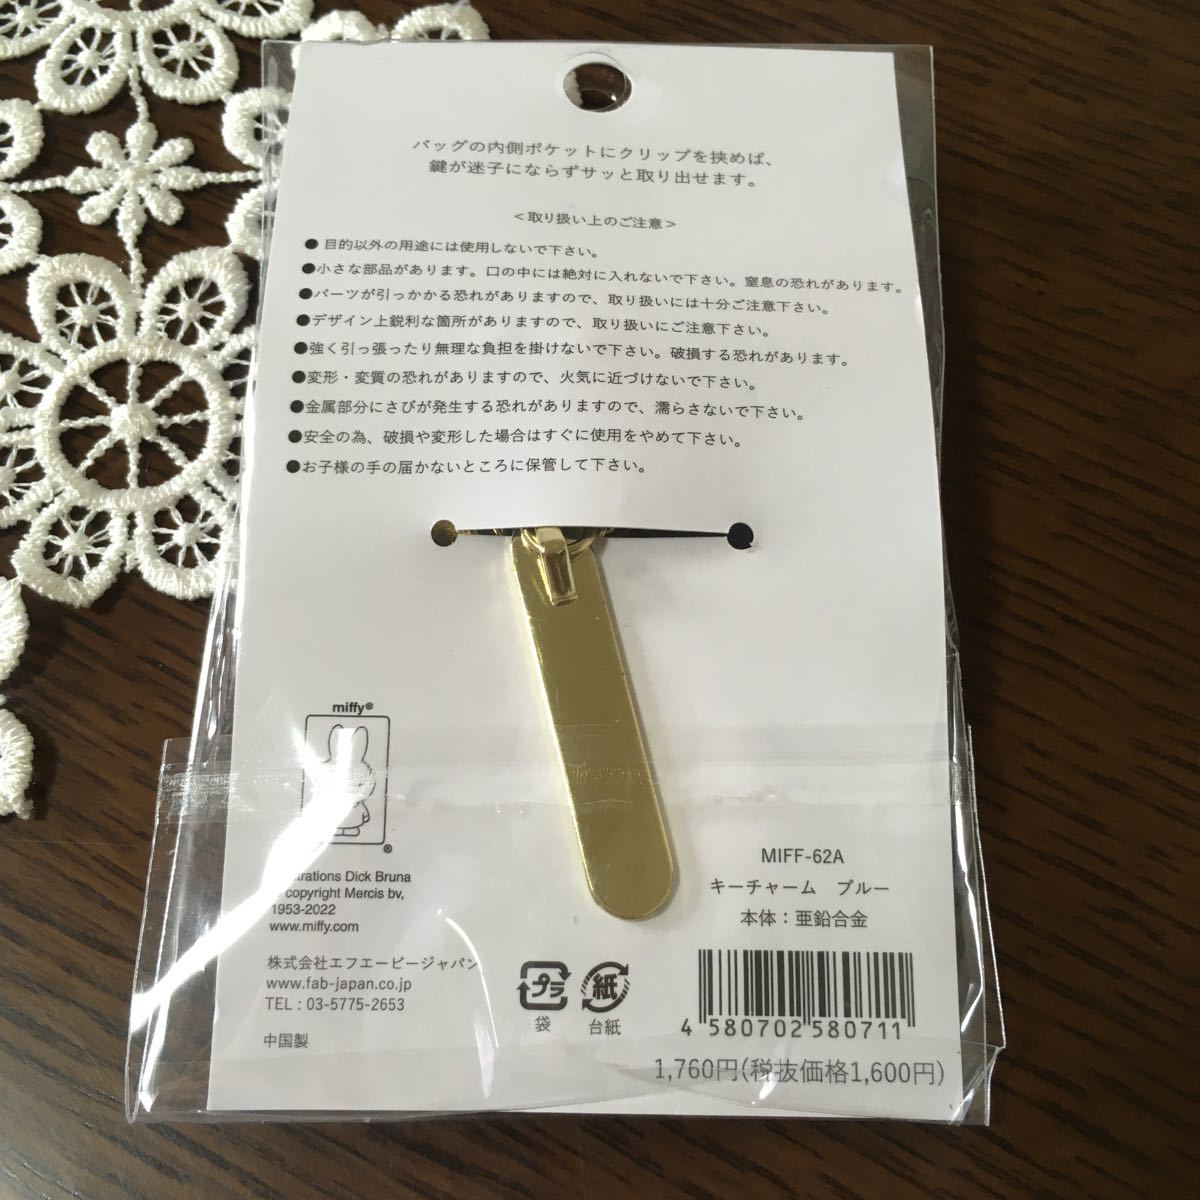 バッグの内側ポケットにクリップを挟めば、
鍵が迷子にならずサッと取り出せます。
＜取り扱い上のご注意＞
●目的以外の用途には使用しないで下さい。
●小さな部品があります。口の中には絶対に入れないで下さい。窒息の恐れがあります。
●パーツが引っかかる恐れがありますので、取り扱いには十分ご注意下さい。
●デザイン上鋭利な箇所がありますので、取り扱いにご注意下さい。
●強く引っ張ったり無理な負担を掛けないで下さい。破損する恐れがあります。
●変形・変質の恐れがありますので、火気に近づけないで下さい。
●金属部分にさびが発生する恐れがありますので、濡らさないで下さい。
●安全の為、破損や変形した場合はすぐに使用をやめて下さい。
●お子様の手の届かないところに保管して下さい。
miffy®
®
Dick Bruna
copyright Mercis bv,
1953-2022
www.miffy.com
株式会社エフエービージャパン
www.fab-japan.co.jp
TEL : 03-5775-2653
中国製
プラ
袋
紙
台紙
MIFF-62A
キーチャーム ブルー
本体：亜鉛合金
4 580702 580711
1,760円(税抜価格1,600円)